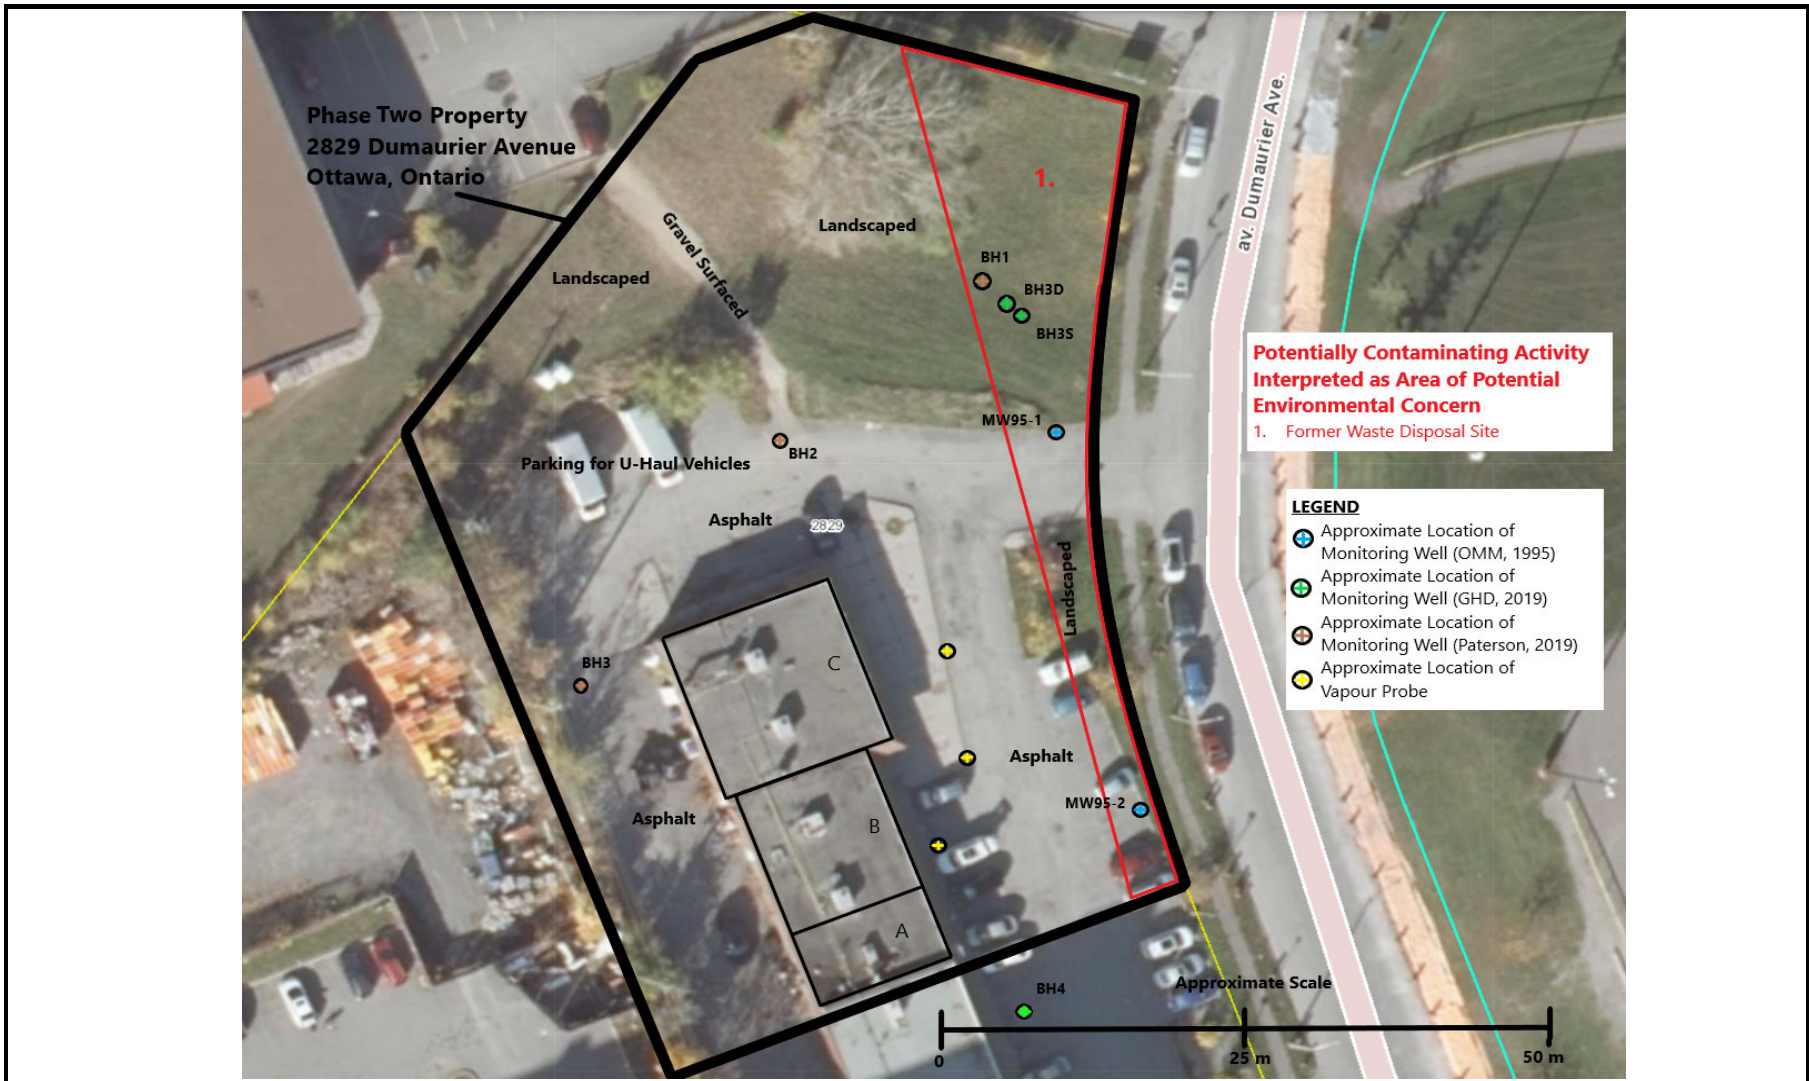 Phase Two Property
2829 Dumaurier Avenue
Ottawa, Ontario
av. Dumaurier Ave.
1.
Landscaped
Gravel Surfaced
Landscaped
BH1
BH3D
BH3S
Potentially Contaminating Activity
Interpreted as Area of Potential
Environmental Concern
1. Former Waste Disposal Site
MW95-1
BH2
Parking for U-Haul Vehicles
Asphalt
2829
Landscaped
LEGEND
Approximate Location of
Monitoring Well (OMM, 1995)
Approximate Location of
Monitoring Well (GHD, 2019)
Approximate Location of
Monitoring Well (Paterson, 2019)
Approximate Location of
Vapour Probe
BH3
C
Asphalt
MW95-2
Asphalt
B
A
BH4
Approximate Scale
0
25 m
50 m